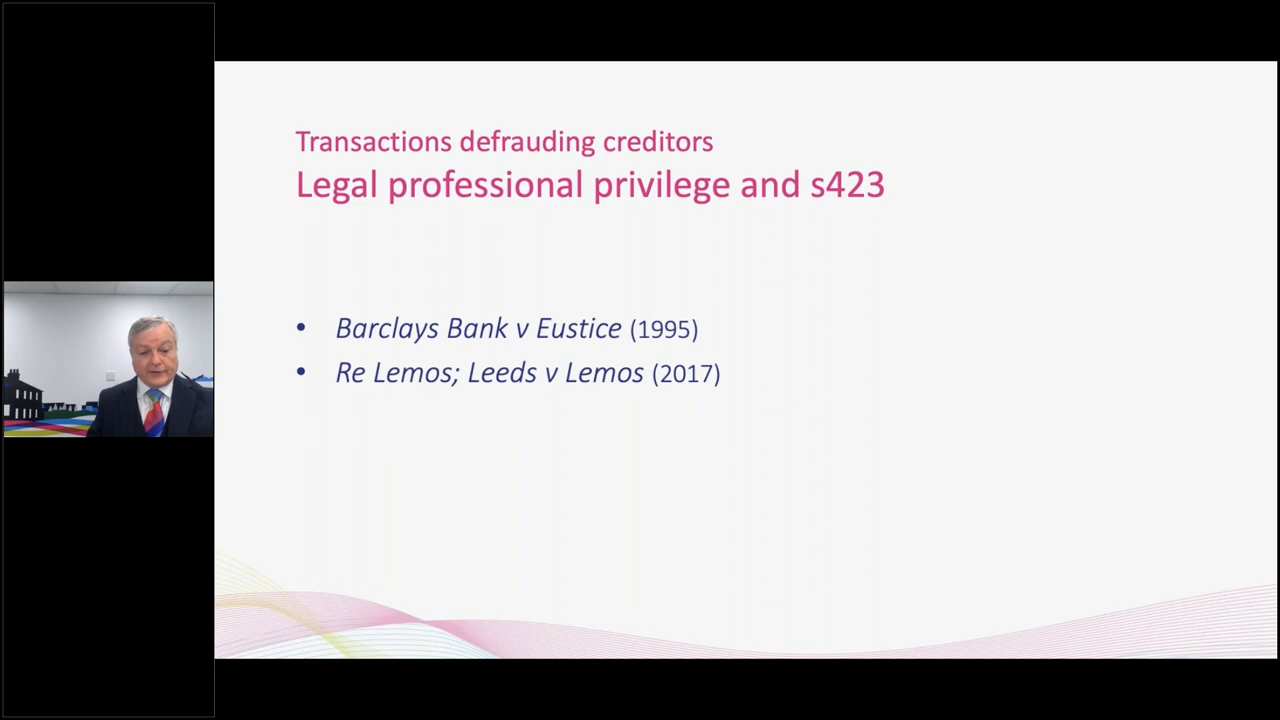 Transactions defrauding creditors
Legal professional privilege and s423
• Barclays Bank v Eustice (1995)
• Re Lemos; Leeds v Lemos (2017)